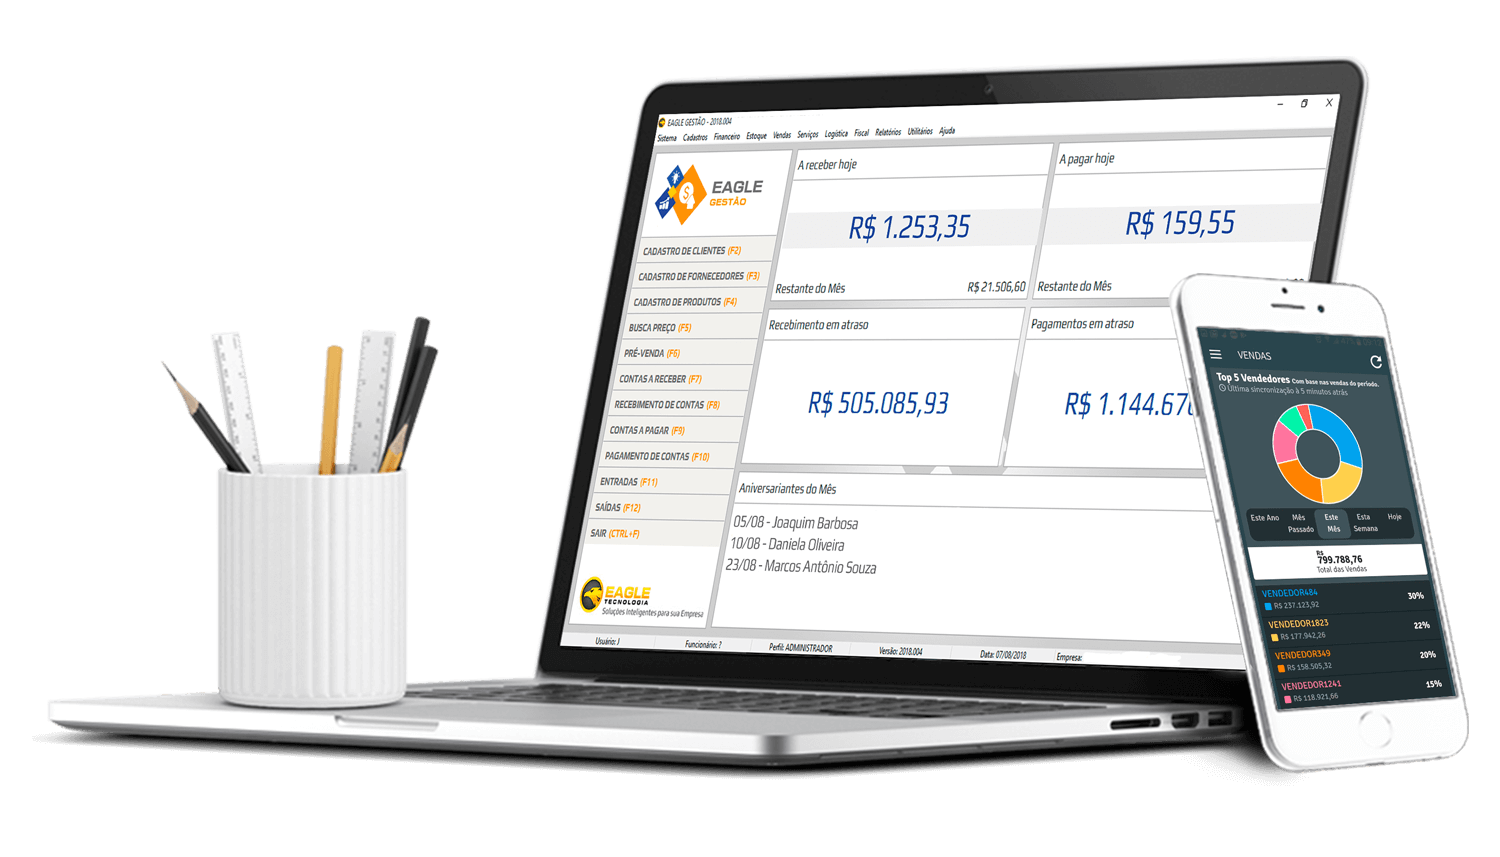 EAGLE GESTÃO - 2018.004
Sistema Cadastros Financeiro Estoque Vendas Serviços Logística Fiscal Relatórios Utilitários Ajuda
EAGLE
GESTÃO
CADASTRO DE CLIENTES (F2)
CADASTRO DE FORNECEDORES (F3)
CADASTRO DE PRODUTOS (F4)
BUSCA PREÇO (F5)
PRÉ-VENDA (F6)
CONTAS A RECEBER (F7)
RECEBIMENTO DE CONTAS (F8)
CONTAS A PAGAR (F9)
PAGAMENTO DE CONTAS (F10)
ENTRADAS (F11)
SAÍDAS (F12)
SAIR (CTRL+F)
EAGLE
TECNOLOGIA
Soluções Inteligentes para sua Empresa
A receber hoje
R$ 1.253,35
Restante do Mês R$ 21.506,60
A pagar hoje
R$ 159,55
Restante do Mês
Recebimento em atraso
R$ 505.085,93
Pagamentos em atraso
R$ 1.144.67
Aniversariantes do Mês
05/08 - Joaquim Barbosa
10/08 - Daniela Oliveira
23/08 - Marcos Antônio Souza
Usuário: J Funcionário: ? Perfil: ADMINISTRADOR Versão: 2018.004 Data: 07/08/2018 Empresa:
VENDAS
Top 5 Vendedores Com base nas vendas do período.
Última sincronização à 5 minutos atrás
Este Ano Mês Passado Este Mês Esta Semana Hoje
R$
799.788,76
Total das Vendas
VENDEDOR484
R$ 237.123,92 30%
VENDEDOR1823
R$ 177.942,26 22%
VENDEDOR349
R$ 158.505,32 20%
VENDEDOR1241
R$ 118.921,66 15%